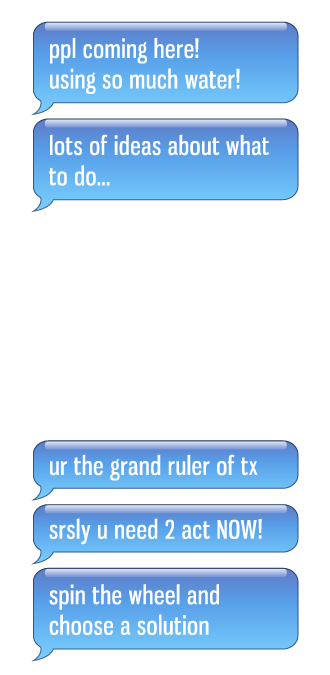 ppl coming here!
using so much water!
lots of ideas about what
to do...
ur the grand ruler of tx
srsly u need 2 act NOW!
spin the wheel and
choose a solution